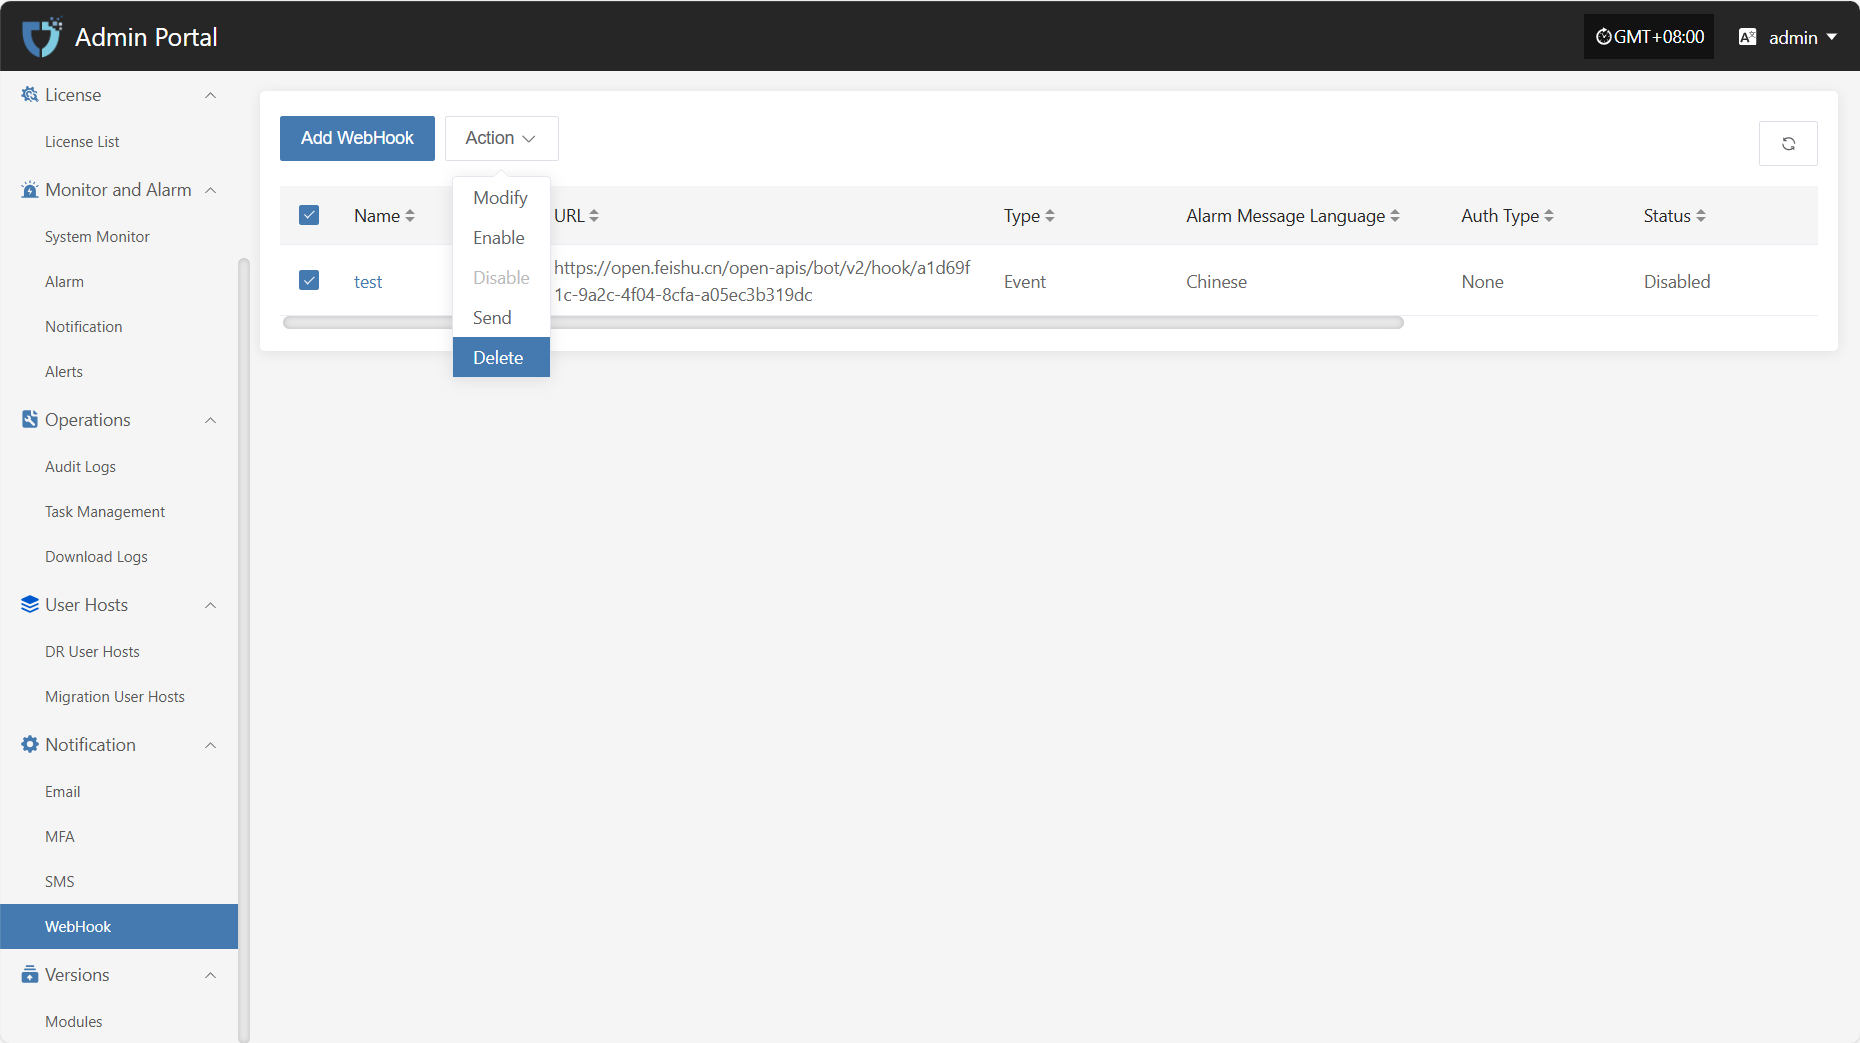 Admin Portal
GMT+08:00
admin
License
License List
Monitor and Alarm
System Monitor
Alarm
Notification
Alerts
Operations
Audit Logs
Task Management
Download Logs
User Hosts
DR User Hosts
Migration User Hosts
Notification
Email
MFA
SMS
WebHook
Versions
Modules
Add WebHook
Action
Modify
Enable
Disable
Send
Delete
Name
URL
Type
Alarm Message Language
Auth Type
Status
test
https://open.feishu.cn/open-apis/bot/v2/hook/a1d69f
1c-9a2c-4f04-8cfa-a05ec3b319dc
Event
Chinese
None
Disabled